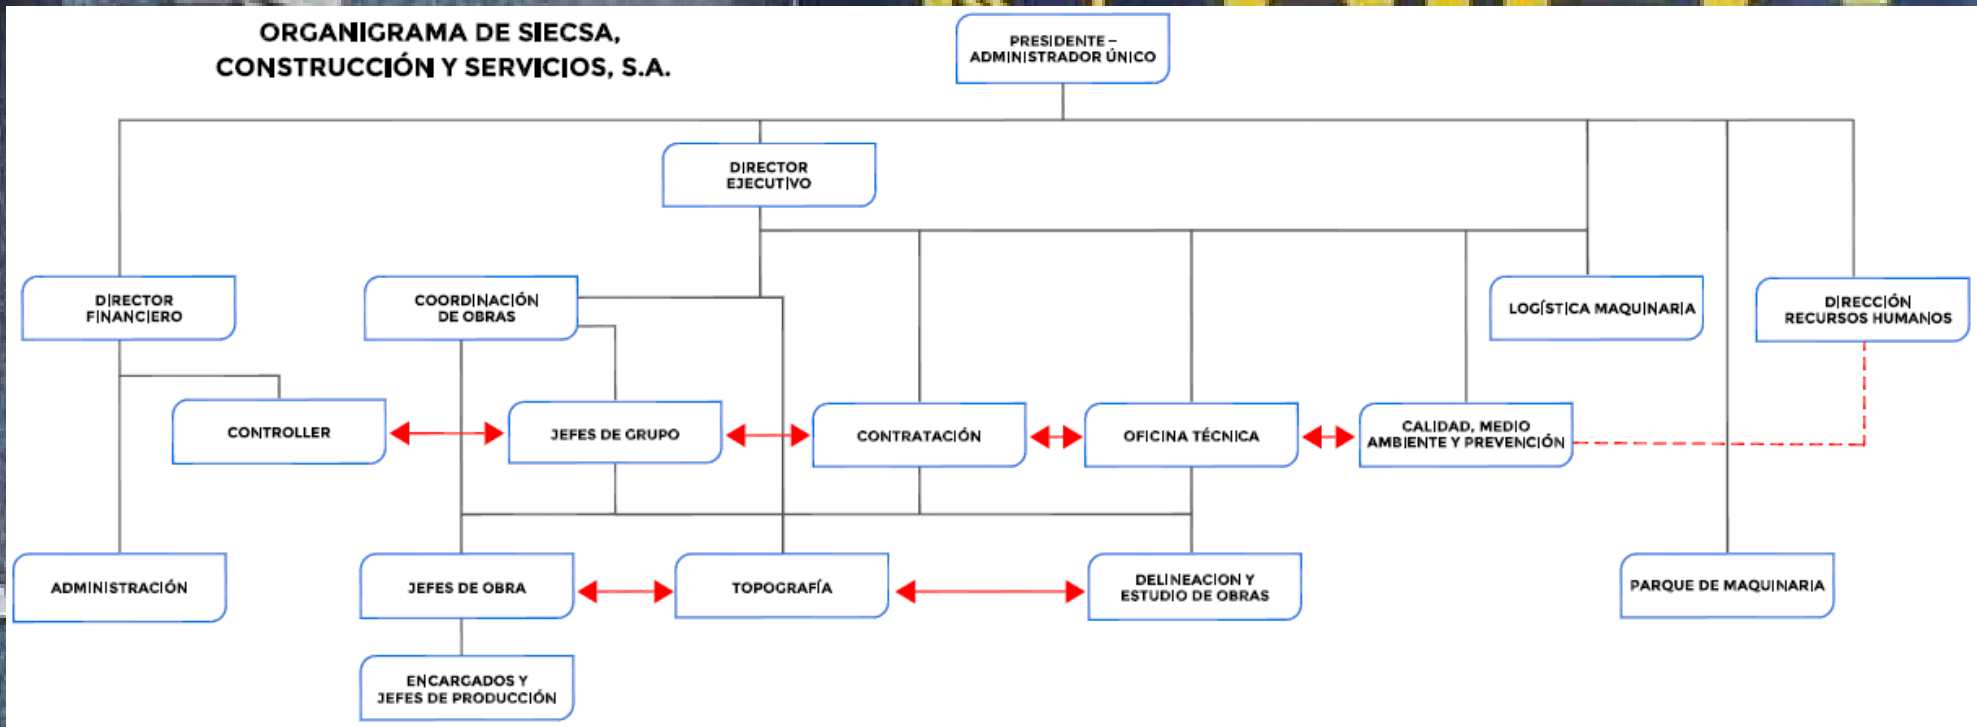 ORGANIGRAMA DE SIECSA,
CONSTRUCCIÓN Y SERVICIOS, S.A.
PRESIDENTE –
ADMINISTRADOR ÚNICO
DIRECTOR
EJECUTIVO
DIRECTOR
FINANCIERO
COORDINACIÓN
DE OBRAS
LOGÍSTICA MAQUINARIA
DIRECCIÓN
RECURSOS HUMANOS
CONTROLLER
JEFES DE GRUPO
CONTRATACIÓN
OFICINA TÉCNICA
CALIDAD, MEDIO
AMBIENTE Y PREVENCIÓN
ADMINISTRACIÓN
JEFES DE OBRA
TOPOGRAFÍA
DELINEACION Y
ESTUDIO DE OBRAS
PARQUE DE MAQUINARIA
ENCARGADOS Y
JEFES DE PRODUCCIÓN